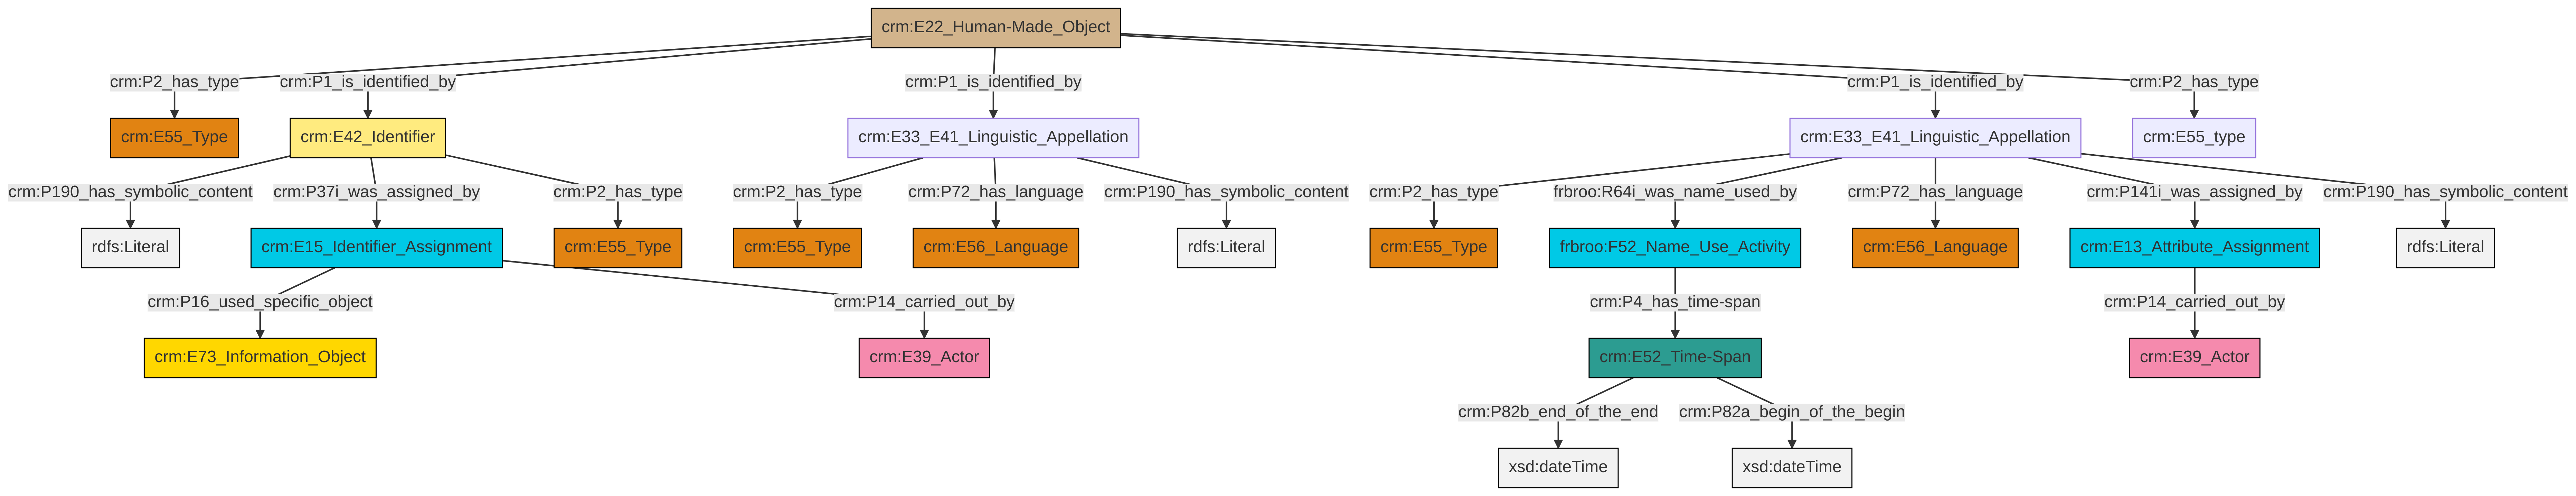 crm:E22_Human-Made_Object
crm:P2_has_type
crm:P1_is_identified_by
crm:P1_is_identified_by
crm:P1_is_identified_by
crm:P2_has_type
crm:E55_Type
crm:E42_Identifier
crm:E33_E41_Linguistic_Appellation
crm:E33_E41_Linguistic_Appellation
crm:E55_type
crm:P190_has_symbolic_content
crm:P37i_was_assigned_by
crm:P2_has_type
crm:P2_has_type
crm:P72_has_language
crm:P190_has_symbolic_content
crm:P2_has_type
frbroo:R64i_was_name_used_by
crm:P72_has_language
crm:P141i_was_assigned_by
crm:P190_has_symbolic_content
rdfs:Literal
crm:E15_Identifier_Assignment
crm:E55_Type
crm:E55_Type
crm:E56_Language
rdfs:Literal
crm:E55_Type
frbroo:F52_Name_Use_Activity
crm:E56_Language
crm:E13_Attribute_Assignment
rdfs:Literal
crm:P16_used_specific_object
crm:P14_carried_out_by
crm:P4_has_time-span
crm:P14_carried_out_by
crm:E73_Information_Object
crm:E39_Actor
crm:E52_Time-Span
crm:E39_Actor
crm:P82b_end_of_the_end
crm:P82a_begin_of_the_begin
xsd:dateTime
xsd:dateTime